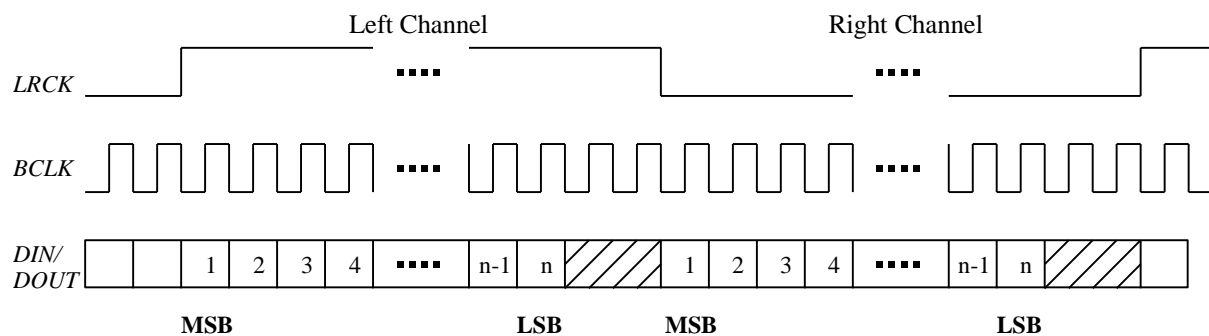 Left Channel Right Channel
LRCK
BCLK
DIN/
DOUT
1 2 3 4 n-1 n 1 2 3 4 n-1 n
MSB LSB MSB LSB